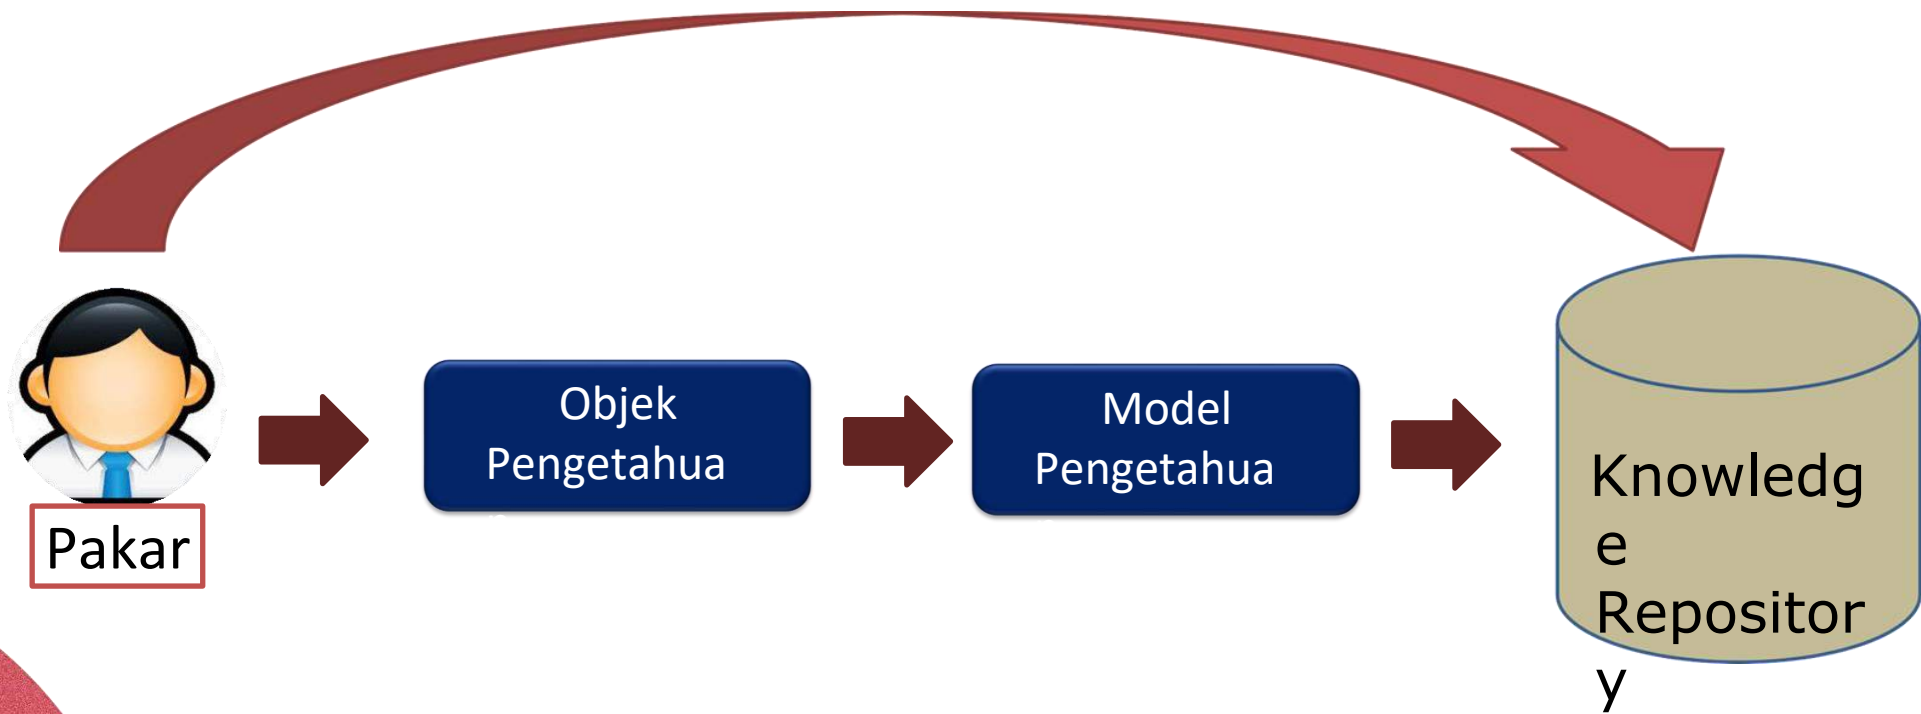 Pakar
Objek
Pengetahua
Model
Pengetahua
Knowledg
e
Repositor
y